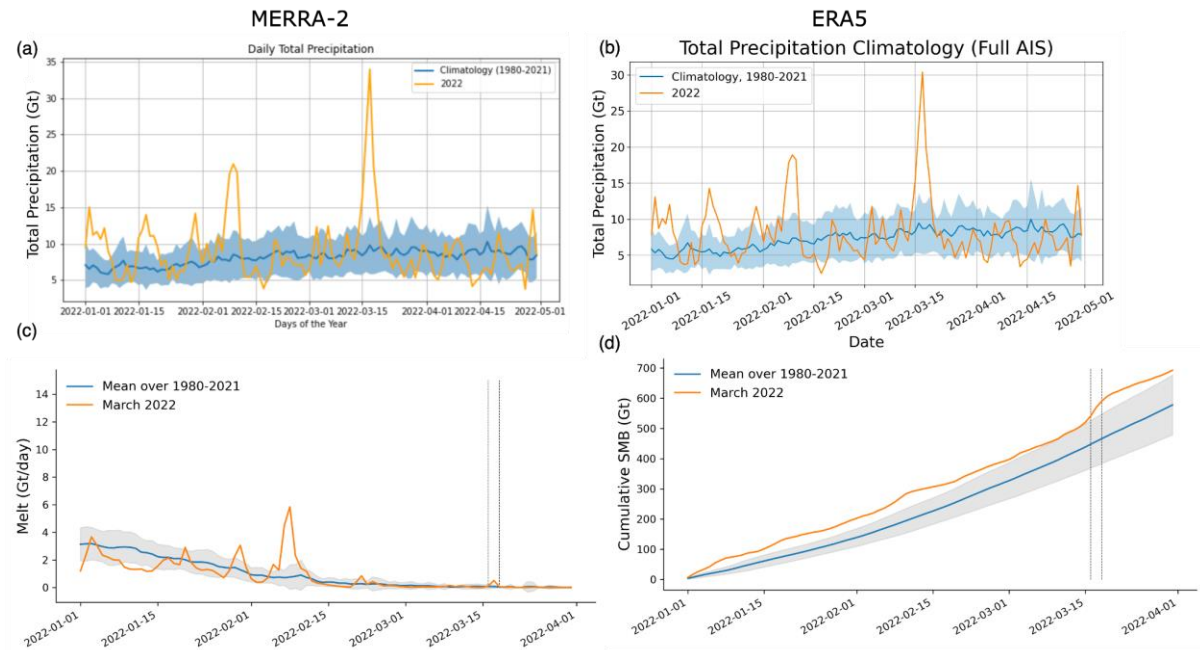 MERRA-2
ERA5
(a)
Daily Total Precipitation
Total Precipitation (Gt)
35
30
25
20
15
10
5
Climatology (1980-2021)
2022
2022-01-01 2022-01-15 2022-02-01 2022-02-15 2022-03-01 2022-03-15 2022-04-01 2022-04-15 2022-05-01
Days of the Year
(b)
Total Precipitation Climatology (Full AIS)
Total Precipitation (Gt)
30
25
20
15
10
5
Climatology, 1980-2021
2022
2022-01-01 2022-01-15 2022-02-01 2022-02-15 2022-03-01 2022-03-15 2022-04-01 2022-04-15 2022-05-01
Date
(c)
Melt (Gt/day)
14
12
10
8
6
4
2
0
Mean over 1980-2021
March 2022
2022-01-01 2022-01-15 2022-02-01 2022-02-15 2022-03-01 2022-03-15 2022-04-01
(d)
Cumulative SMB (Gt)
700
600
500
400
300
200
100
0
Mean over 1980-2021
March 2022
2022-01-01 2022-01-15 2022-02-01 2022-02-15 2022-03-01 2022-03-15 2022-04-01